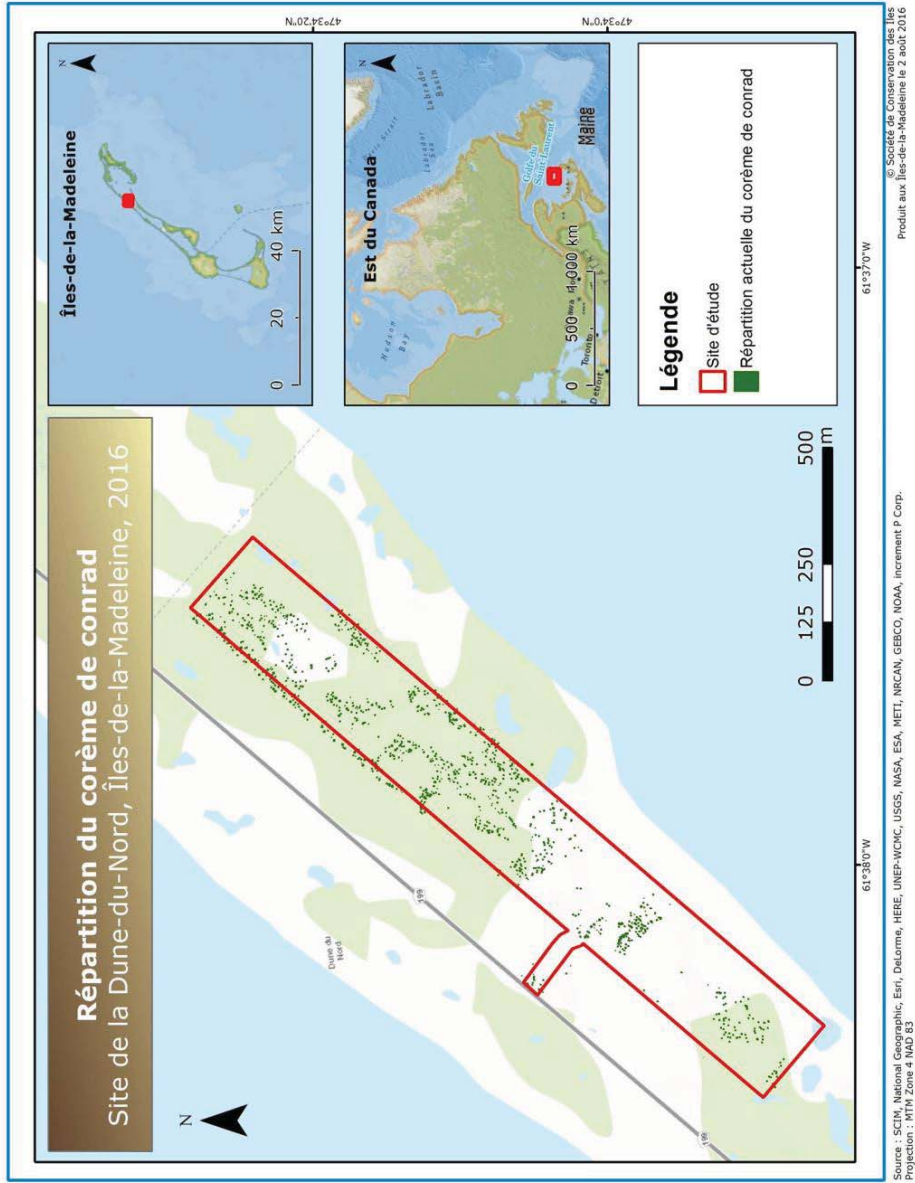 Répartition du corème de conrad
Site de la Dune-du-Nord, Îles-de-la-Madeleine, 2016
N
199
Dune du
Nord
199
0 125 250 500
m
Îles-de-la-Madeleine
N
0 20 40 km
Est du Canada
N
Hudson
Bay
Labrador
Sea
Labrador
Basin
Golfe du
Saint-Laurent
Maine
Maine
Toronto
Detroit
0 500 1 000 km
Légende
Site d'étude
Répartition actuelle du corème de conrad
47°34'20"N
47°34'0"N
61°38'0"W
61°37'0"W
Source : SCIM, National Geographic, Esri, DeLorme, HERE, UNEP-WCMC, USGS, NASA, ESA, METI, NRCAN, GEBCO, NOAA, increment P Corp.
Projection : MTM Zone 4 NAD 83
© Société de Conservation des Îles
Produit aux Îles-de-la-Madeleine le 2 août 2016